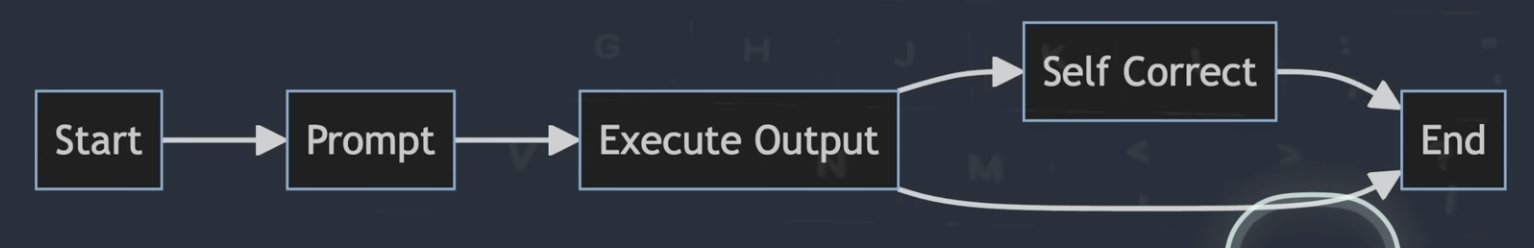 Start
Prompt
Execute Output
Self Correct
End
G H J K L : "
V N M < > ?